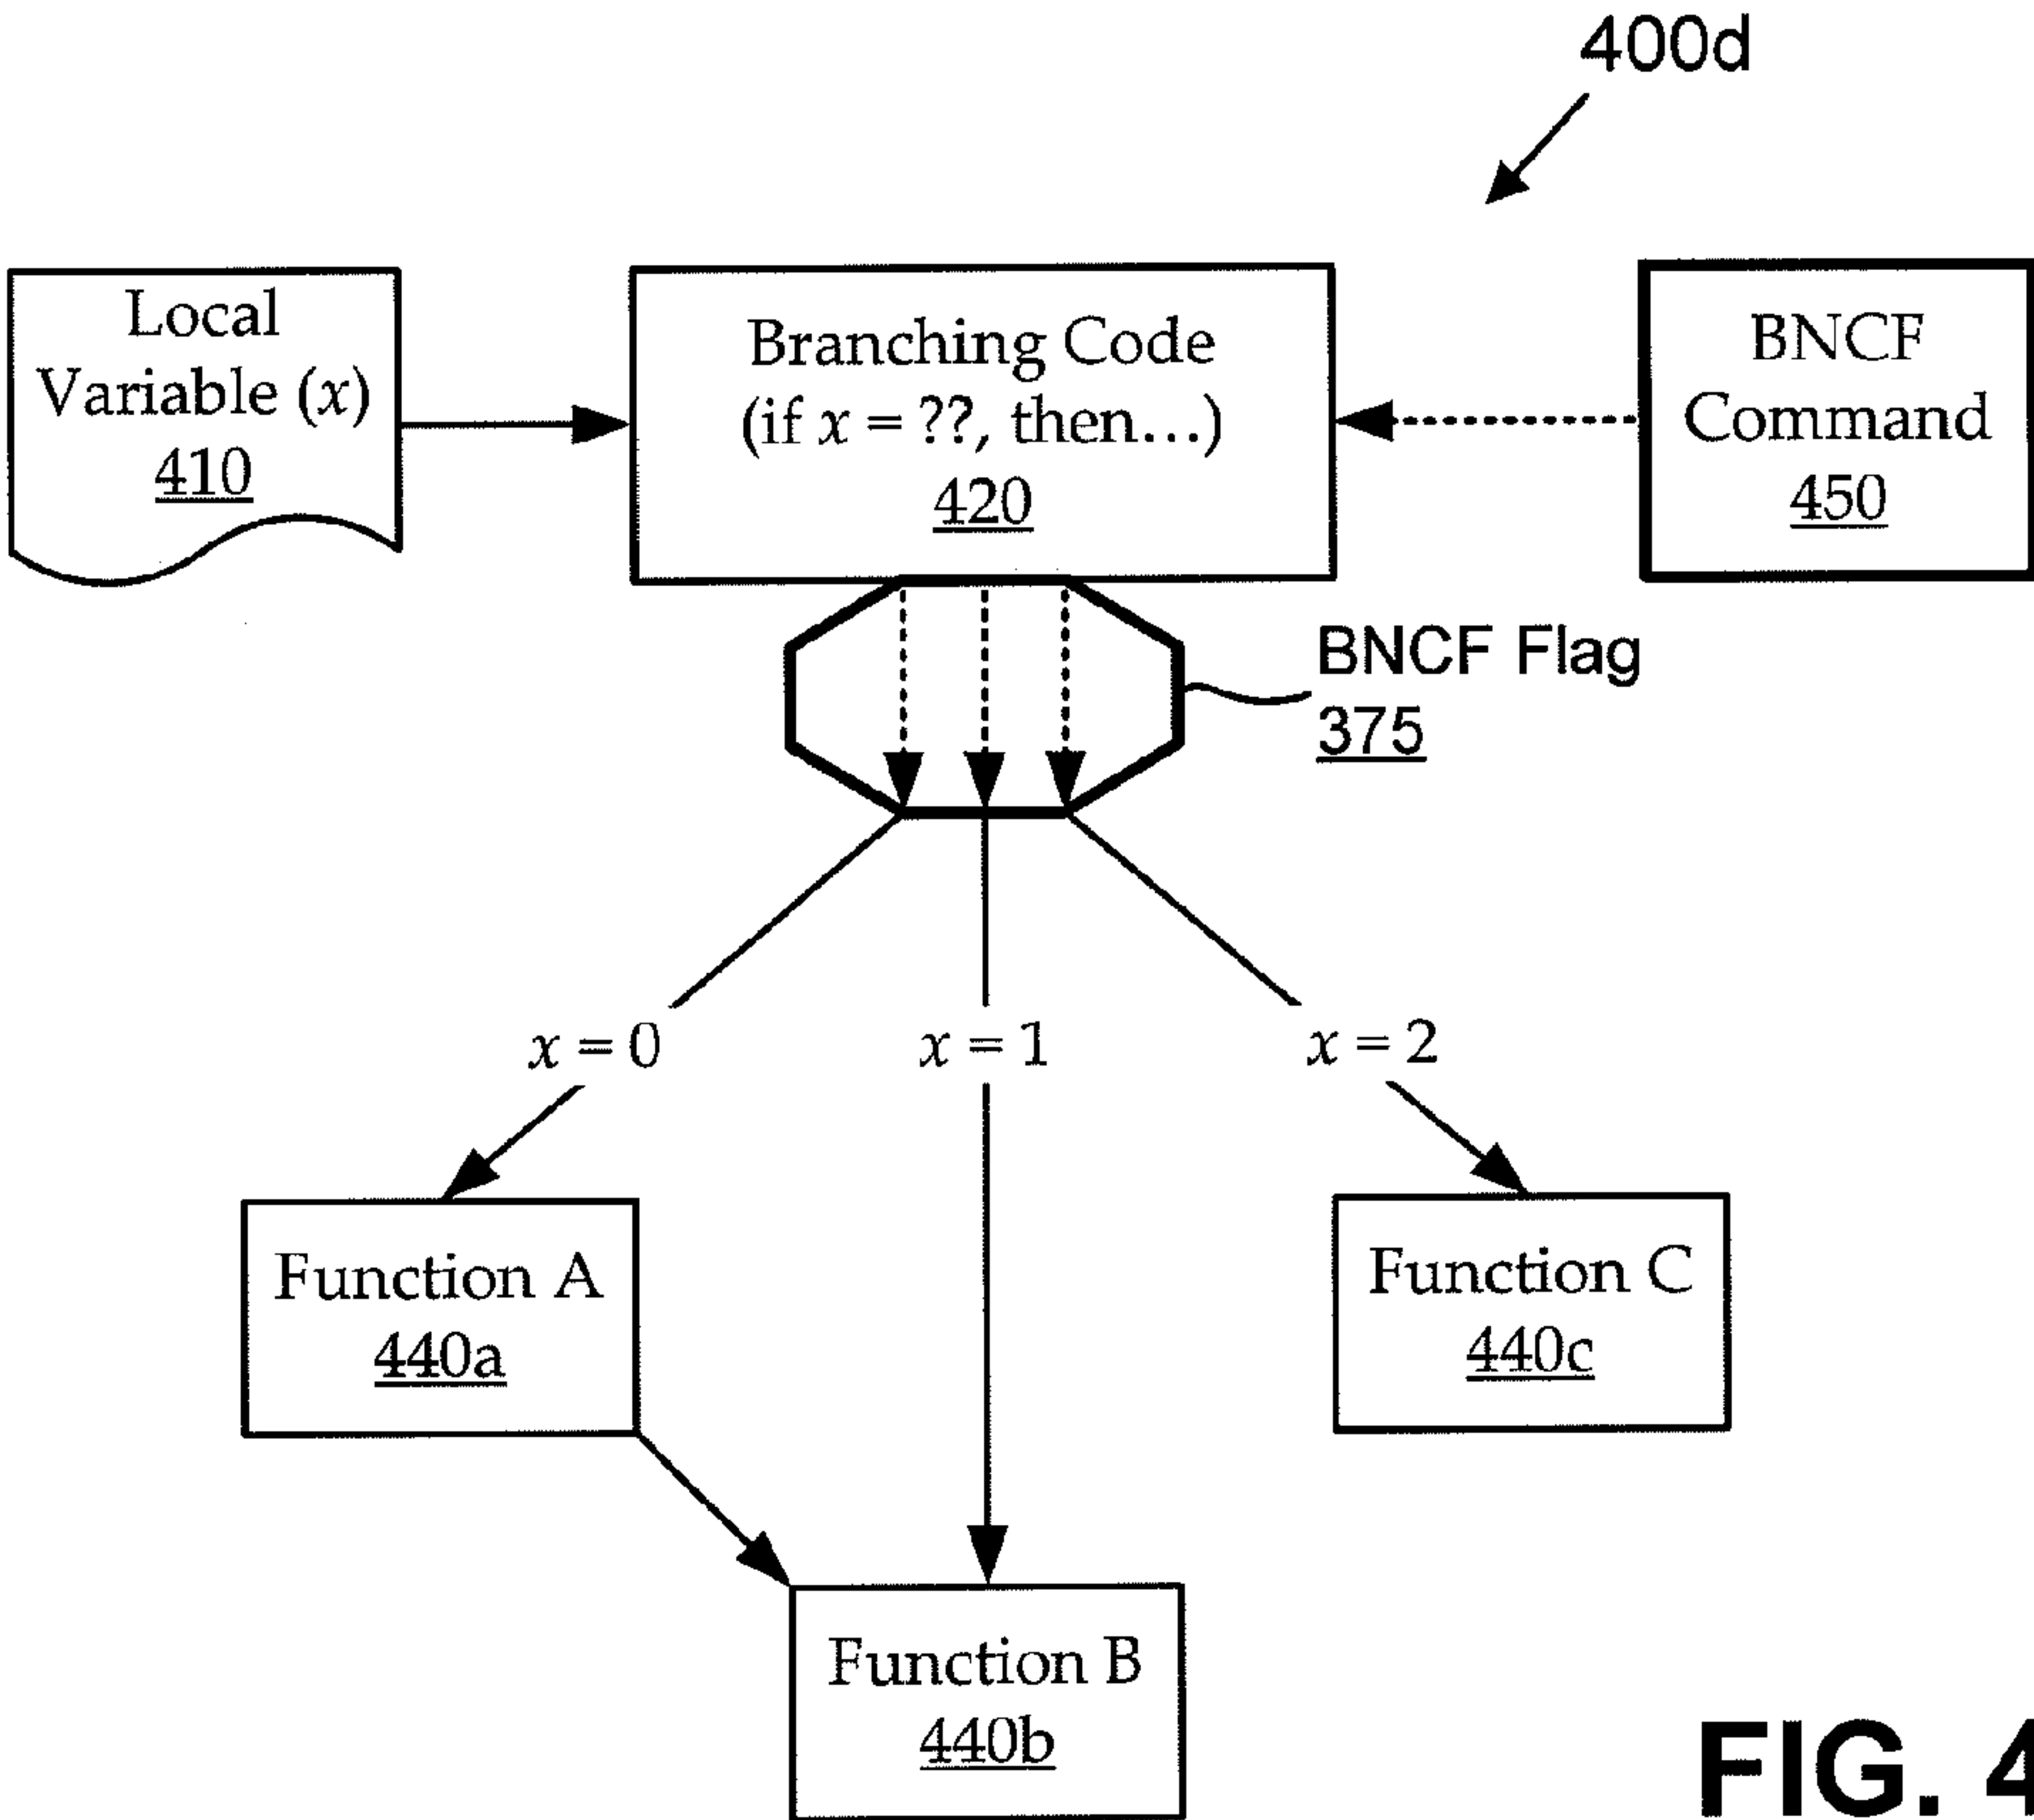 400d
Local
Variable (x)
410
Branching Code
(if x = ??, then...)
420
BNCF
Command
450
BNCF Flag
375
x = 0
x = 1
x = 2
Function A
440a
Function C
440c
Function B
440b
FIG. 4